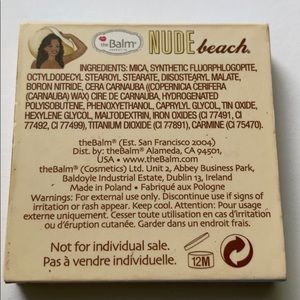 theBalm®
COSMETICS
NUDE
beach®
INGREDIENTS: MICA, SYNTHETIC FLUORPHLOGOPITE,
OCTYLDODECYL STEAROYL STEARATE, DIISOSTEARYL MALATE,
BORON NITRIDE, CERA CARNAUBA (COPERNICA CERIFERA
(CARNAUBA) WAX) CIRE DE CARNAUBA, HYDROGENATED
POLYISOBUTENE, PHENOXYETHANOL, CAPRYLYL GLYCOL, TIN OXIDE,
HEXYLENE GLYCOL, MALTODEXTRIN, IRON OXIDES (CI 77491, CI
77492, CI 77499), TITANIUM DIOXIDE (CI 77891), CARMINE (CI 75470).
theBalm® (Est. San Francisco 2004)
Dist. by: theBalm® Alameda, CA 94501,
USA • www.theBalm.com
theBalm® (Cosmetics) Ltd. Unit 2, Abbey Business Park,
Baldoyle Industrial Estate, Dublin 13, Ireland
Made in Poland • Fabriqué aux Pologne
Warnings: For external use only. Discontinue use if signs of
irritation or rash appear. Keep cool. Attention: Pour usage
externe uniquement. Cesser toute utilisation en cas d'irritation
ou d'éruption cutanée. Garder dans en endroit frais.
Not for individual sale.
Pas à vendre individuelle.
12M